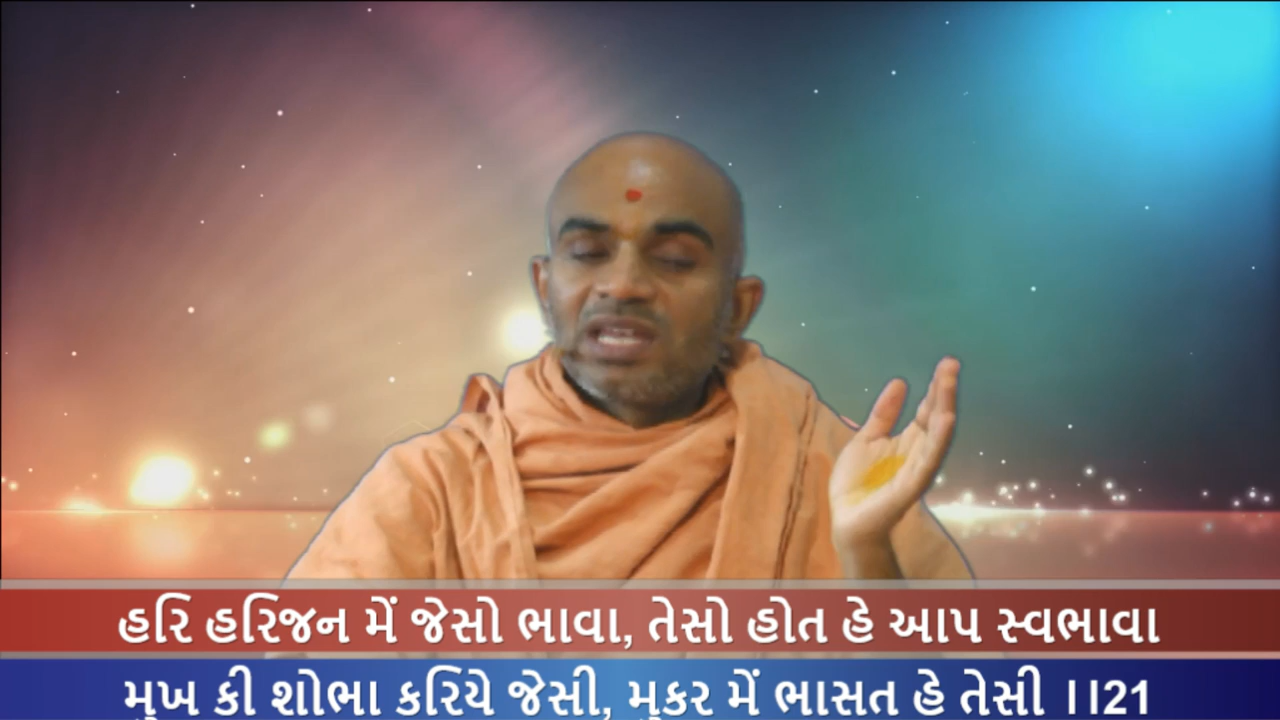 હરિ હરિજન મેં જેસો ભાવા, તેસો હોત હે આપ સ્વભાવા
મુખ કી શોભા કરિયે જેસી, મુકર મેં ભાસત હે તેસી ।।21